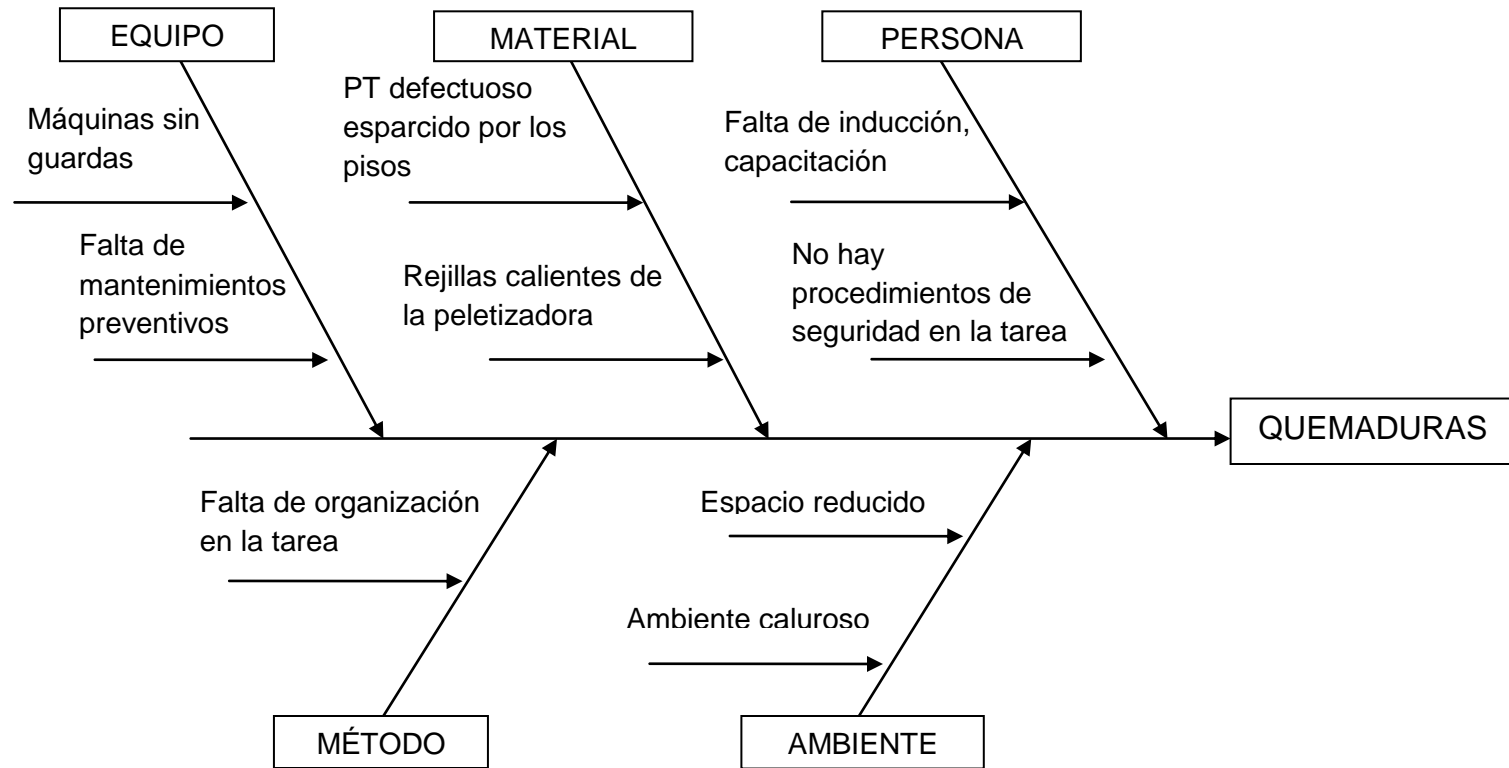 EQUIPO
MATERIAL
PERSONA
Máquinas sin
guardas
PT defectuoso
esparcido por los
pisos
Falta de inducción,
capacitación
Falta de
mantenimientos
preventivos
Rejillas calientes de
la peletizadora
No hay
procedimientos de
seguridad en la tarea
QUEMADURAS
Falta de organización
en la tarea
Espacio reducido
Ambiente caluroso
MÉTODO
AMBIENTE